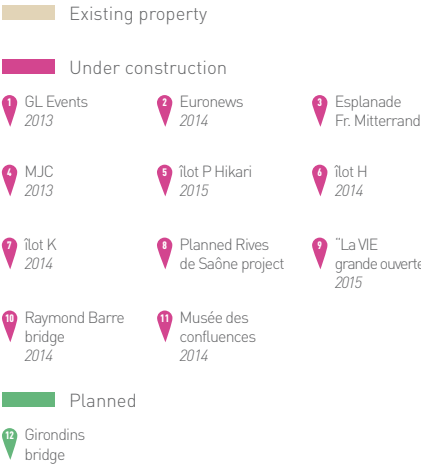 Existing property
Under construction
1 GL Events
2013
2 Euronews
2014
3 Esplanade
Fr. Mitterrand
4 MJC
2013
5 îlot P Hikari
2015
6 îlot H
2014
7 îlot K
2014
8 Planned Rives
de Saône project
9 "La VIE
grande ouverte
2015
10 Raymond Barre
bridge
2014
11 Musée des
confluences
2014
Planned
12 Girondins
bridge